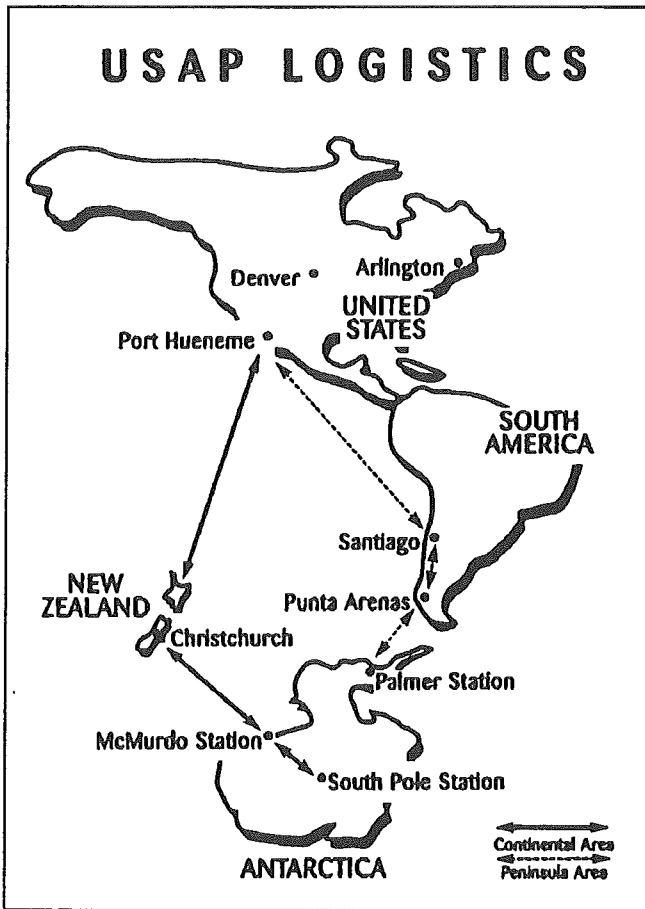 USAP LOGISTICS
Denver
Arlington
UNITED
STATES
Port Hueneme
SOUTH
AMERICA
Santiago
NEW
ZEALAND
Punta Arenas
Christchurch
Palmer Station
McMurdo Station
South Pole Station
Continental Area
Peninsula Area
ANTARCTICA